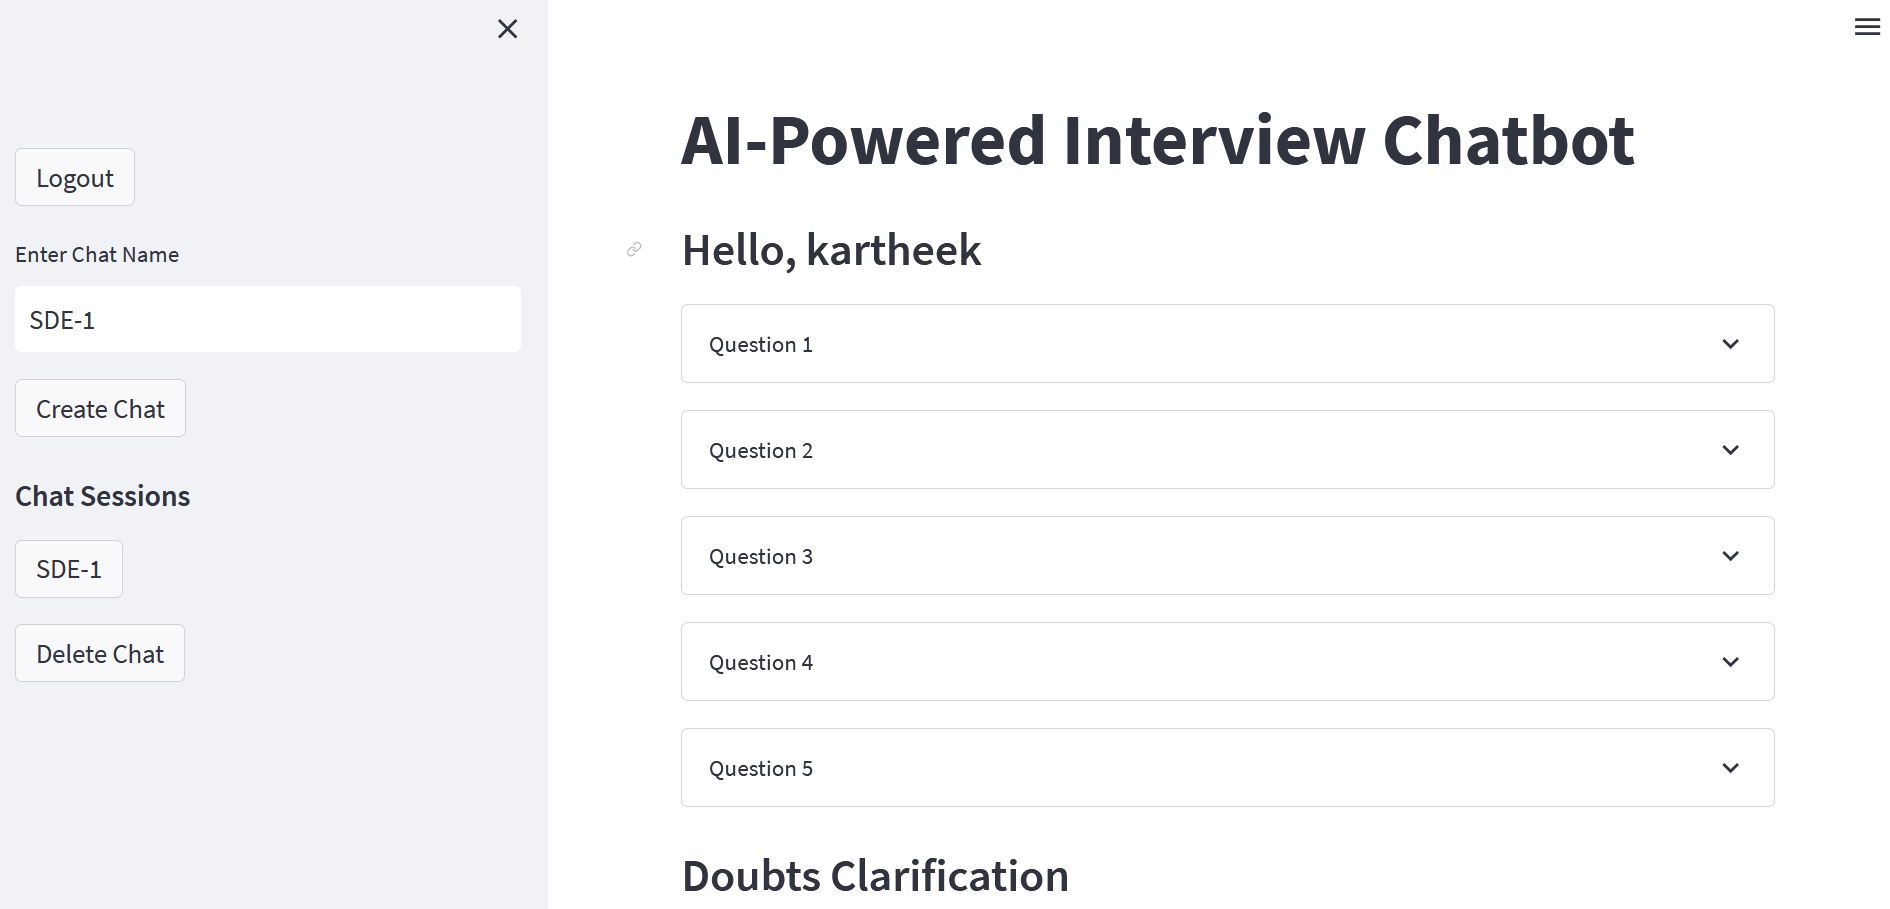 Logout
Enter Chat Name
SDE-1
Create Chat
Chat Sessions
SDE-1
Delete Chat
AI-Powered Interview Chatbot
Hello, kartheek
Question 1
Question 2
Question 3
Question 4
Question 5
Doubts Clarification